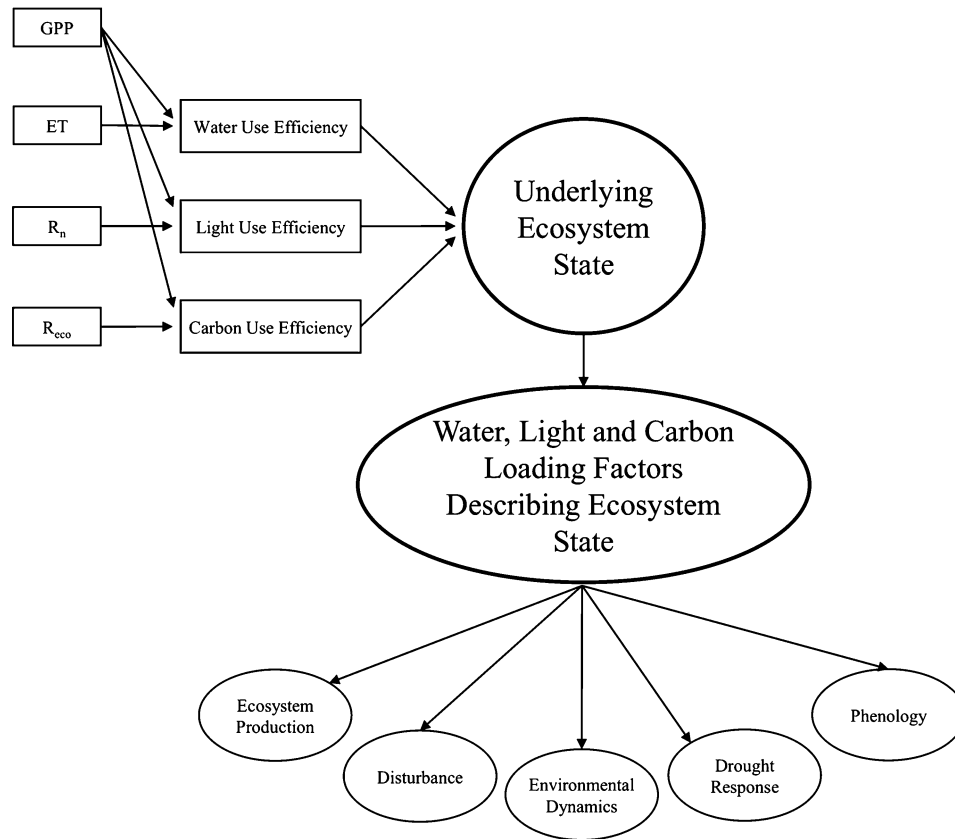 GPP
ET
Water Use Efficiency
Rₙ
Light Use Efficiency
Rₑcₒ
Carbon Use Efficiency
Underlying
Ecosystem
State
Water, Light and Carbon
Loading Factors
Describing Ecosystem
State
Ecosystem
Production
Disturbance
Environmental
Dynamics
Drought
Response
Phenology